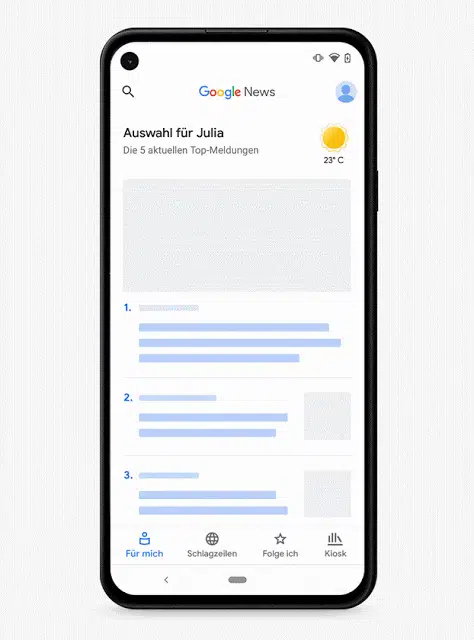 Google News
Auswahl für Julia
Die 5 aktuellen Top-Meldungen
23° C
1.
2.
3.
Für mich
Schlagzeilen
Folge ich
Kiosk